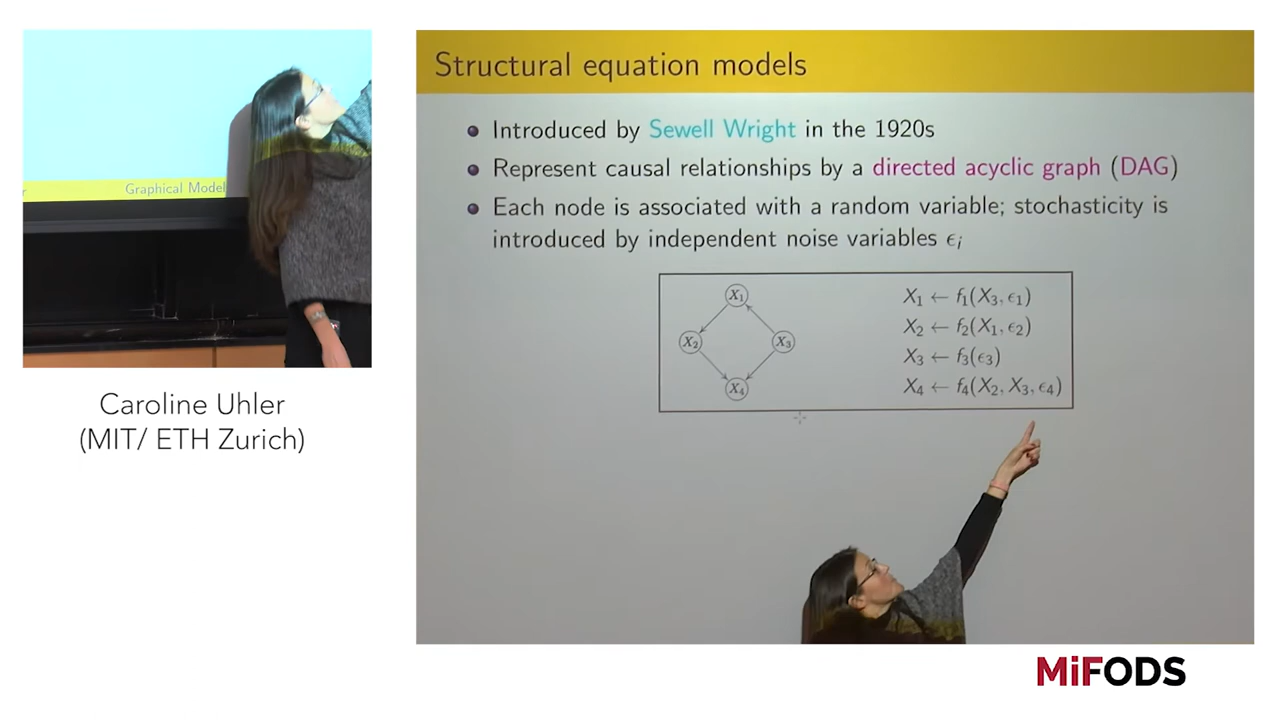 r
Graphical Model
Caroline Uhler
(MIT/ ETH Zurich)
Structural equation models
Introduced by Sewell Wright in the 1920s
Represent causal relationships by a directed acyclic graph (DAG)
Each node is associated with a random variable; stochasticity is
introduced by independent noise variables ϵᵢ
X₁
X₂
X₃
X₄
X₁ ← f₁(X₃, ϵ₁)
X₂ ← f₂(X₁, ϵ₂)
X₃ ← f₃(ϵ₃)
X₄ ← f₄(X₂, X₃, ϵ₄)
MiFODS